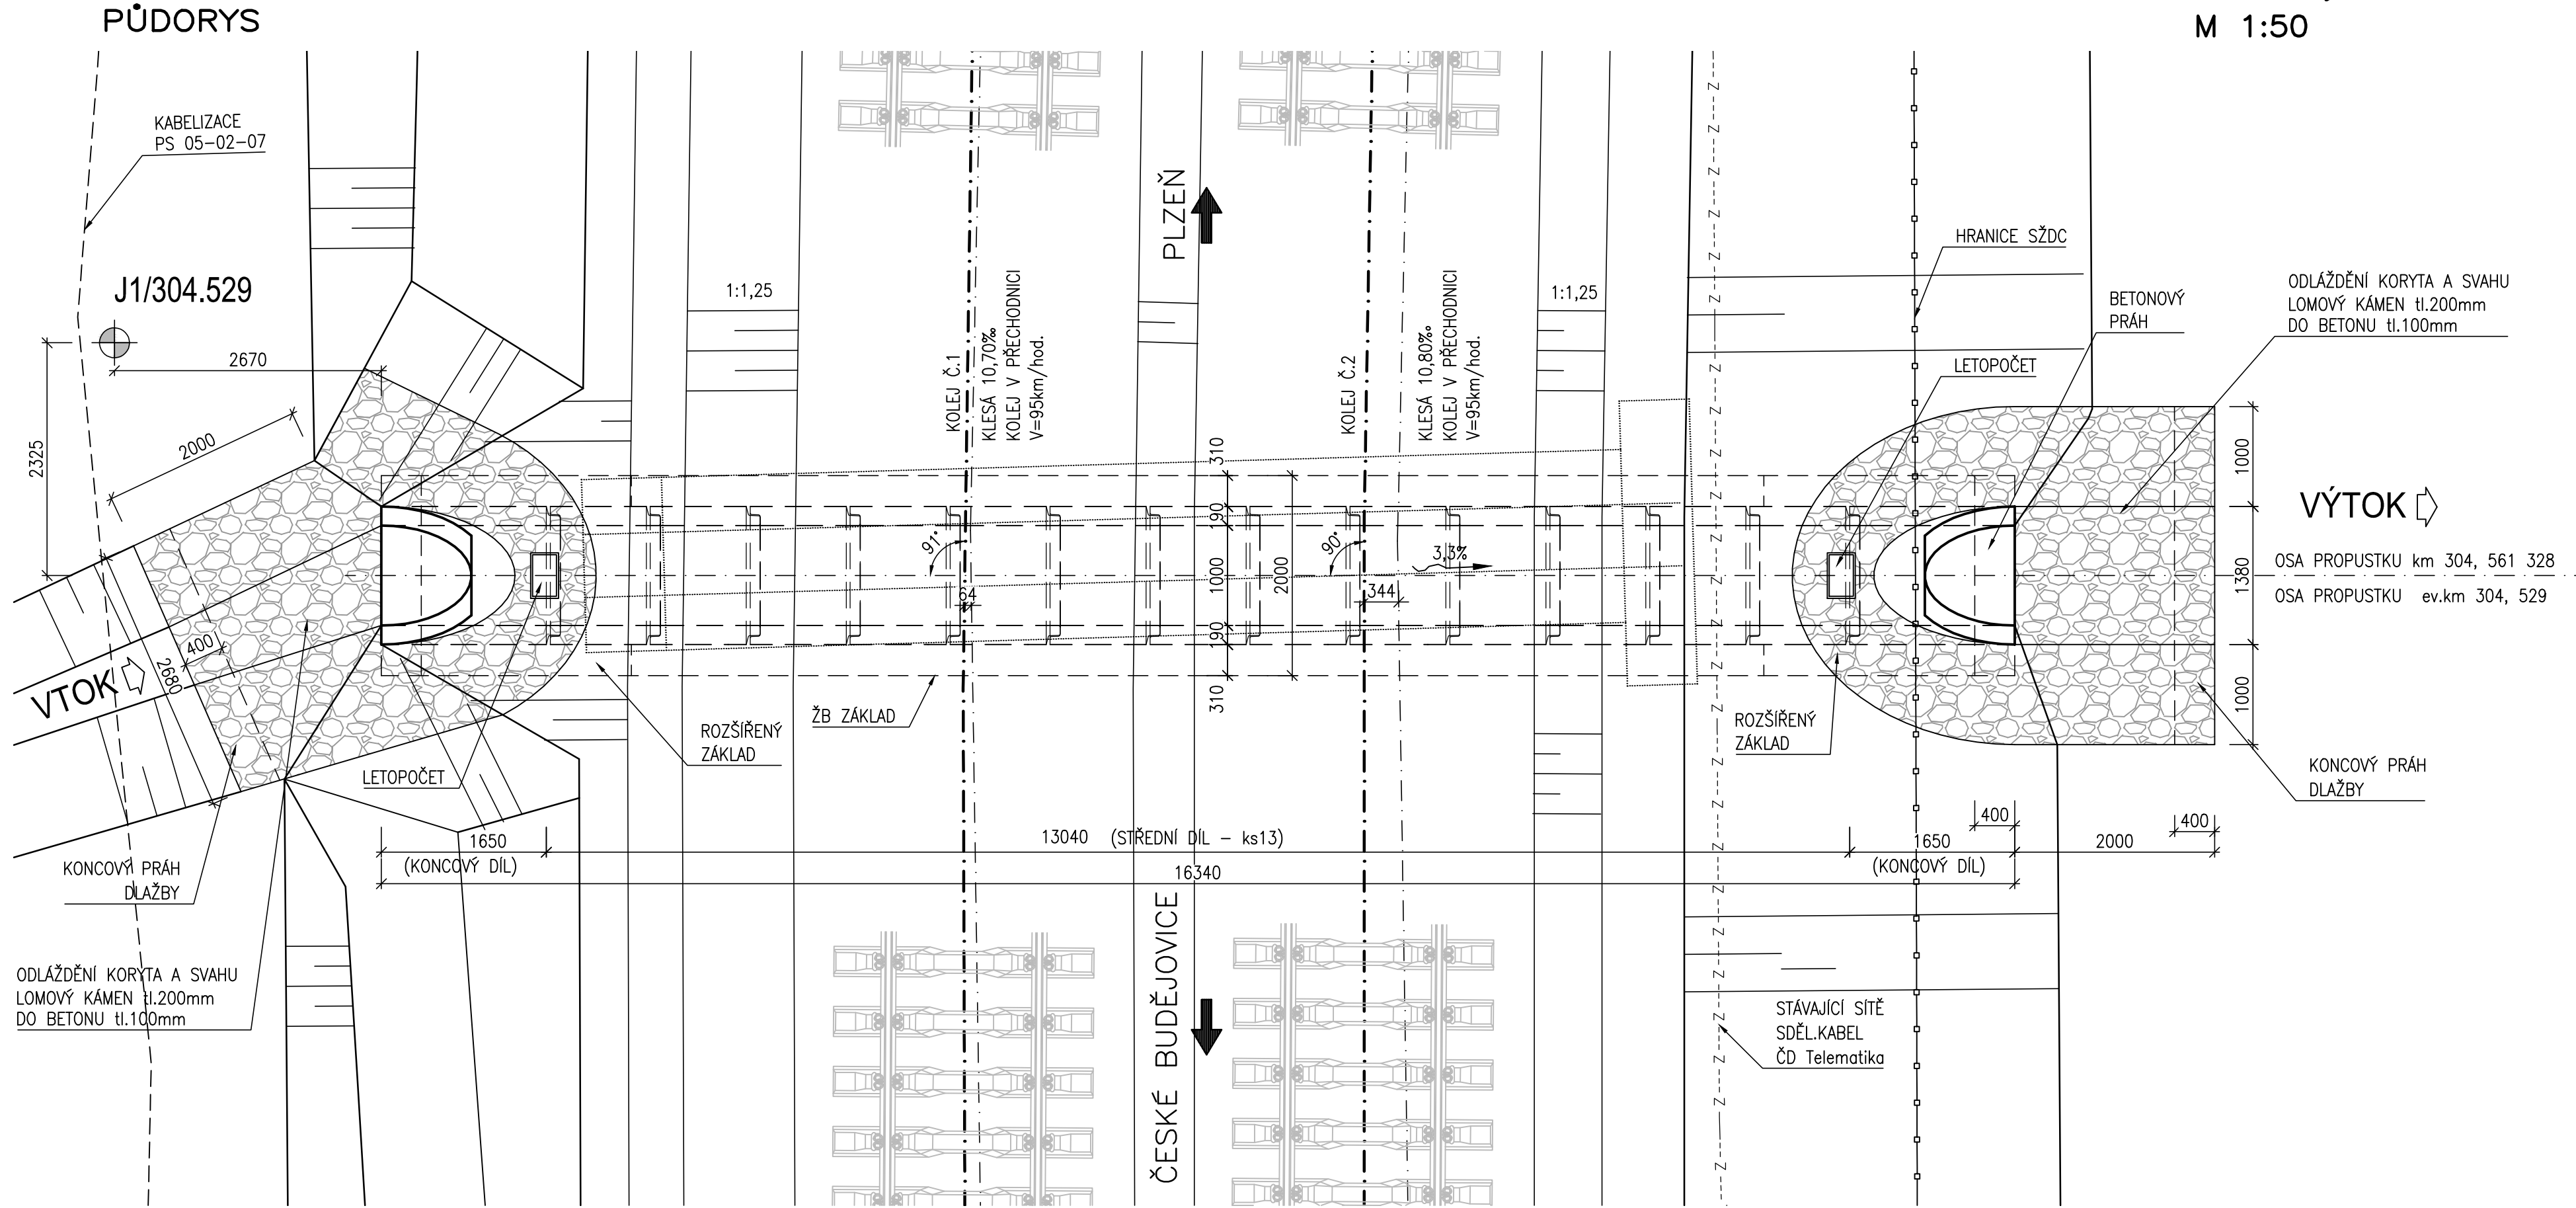 PŮDORYS
M 1:50
KABELIZACE
PS 05-02-07
J1/304.529
2670
2325
2000
400
2680
VTOK
KONCOVÝ PRÁH
DLAŽBY
ODLÁŽDĚNÍ KORYTA A SVAHU
LOMOVÝ KÁMEN tl.200mm
DO BETONU tl.100mm
LETOPOČET
1650
(KONCOVÝ DÍL)
ROZŠÍŘENÝ
ZÁKLAD
ŽB ZÁKLAD
1:1,25
KOLEJ Č.1
KLESÁ 10,70‰
KOLEJ V PŘECHODNICI
V=95km/hod.
91°
64
PLZEŇ
310
190
1000
190
310
2000
13040 (STŘEDNÍ DÍL - ks13)
16340
ČESKÉ BUDĚJOVICE
KOLEJ Č.2
KLESÁ 10,80‰
KOLEJ V PŘECHODNICI
V=95km/hod.
90°
344
3,3%
1:1,25
HRANICE SŽDC
BETONOVÝ
PRÁH
LETOPOČET
ODLÁŽDĚNÍ KORYTA A SVAHU
LOMOVÝ KÁMEN tl.200mm
DO BETONU tl.100mm
1000
1380
1000
VÝTOK
OSA PROPUSTKU km 304, 561 328
OSA PROPUSTKU ev.km 304, 529
ROZŠÍŘENÝ
ZÁKLAD
KONCOVÝ PRÁH
DLAŽBY
400
400
1650
2000
(KONCOVÝ DÍL)
STÁVAJÍCÍ SÍTĚ
SDĚL.KABEL
ČD Telematika